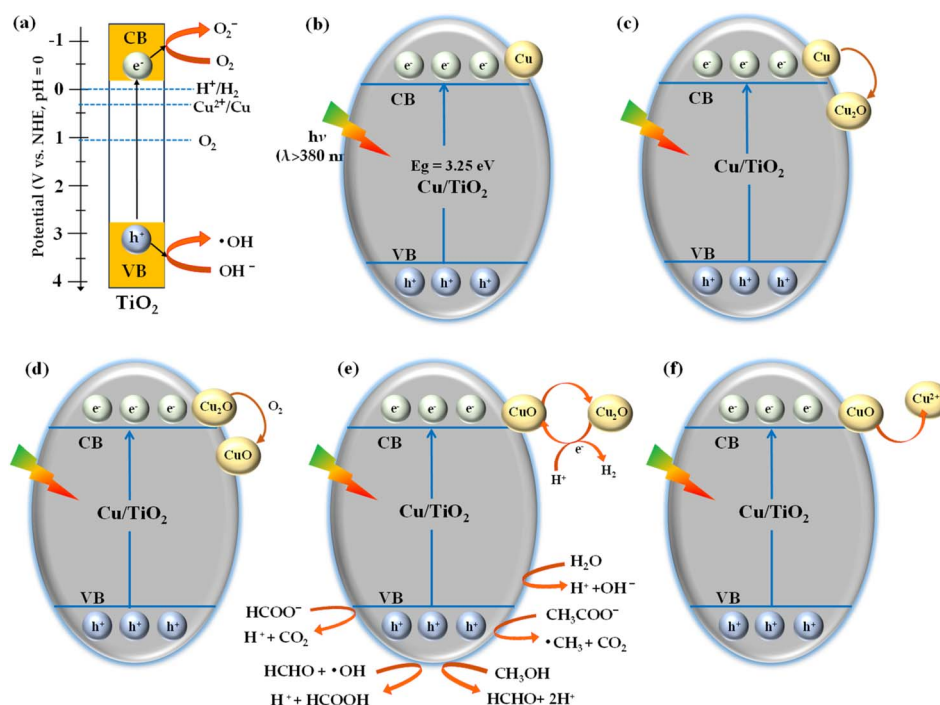 (a)
Potential (V vs. NHE, pH = 0
-1
0
1
2
3
4
CB
e⁻
h⁺
VB
TiO₂
O₂⁻
O₂
H⁺/H₂
Cu²⁺/Cu
O₂
•OH
OH⁻
(b)
e⁻ e⁻ e⁻ Cu
CB
hν
(λ>380 nm
Eg = 3.25 eV
Cu/TiO₂
VB
h⁺ h⁺ h⁺
(c)
e⁻ e⁻ e⁻ Cu
Cu₂O
CB
Cu/TiO₂
VB
h⁺ h⁺ h⁺
(d)
e⁻ e⁻ e⁻ Cu₂O
O₂
CuO
CB
Cu/TiO₂
VB
h⁺ h⁺ h⁺
(e)
e⁻ e⁻ e⁻ CuO Cu₂O
CB
e⁻
H⁺ H₂
Cu/TiO₂
VB
h⁺ h⁺ h⁺
H₂O
H⁺ +OH⁻
HCOO⁻
H⁺ + CO₂
CH₃COO⁻
•CH₃ + CO₂
HCHO + •OH
H⁺ + HCOOH
CH₃OH
HCHO+ 2H⁺
(f)
e⁻ e⁻ e⁻ CuO Cu²⁺
CB
Cu/TiO₂
VB
h⁺ h⁺ h⁺